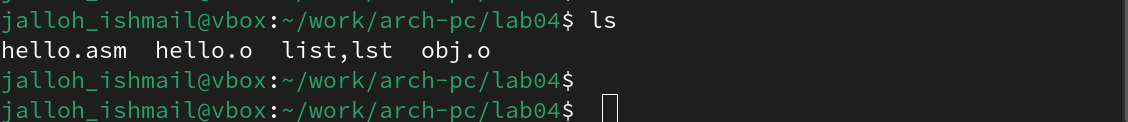 jalloh_ishmail@vbox:~/work/arch-pc/lab04$ ls
hello.asm  hello.o  list,lst  obj.o
jalloh_ishmail@vbox:~/work/arch-pc/lab04$
jalloh_ishmail@vbox:~/work/arch-pc/lab04$